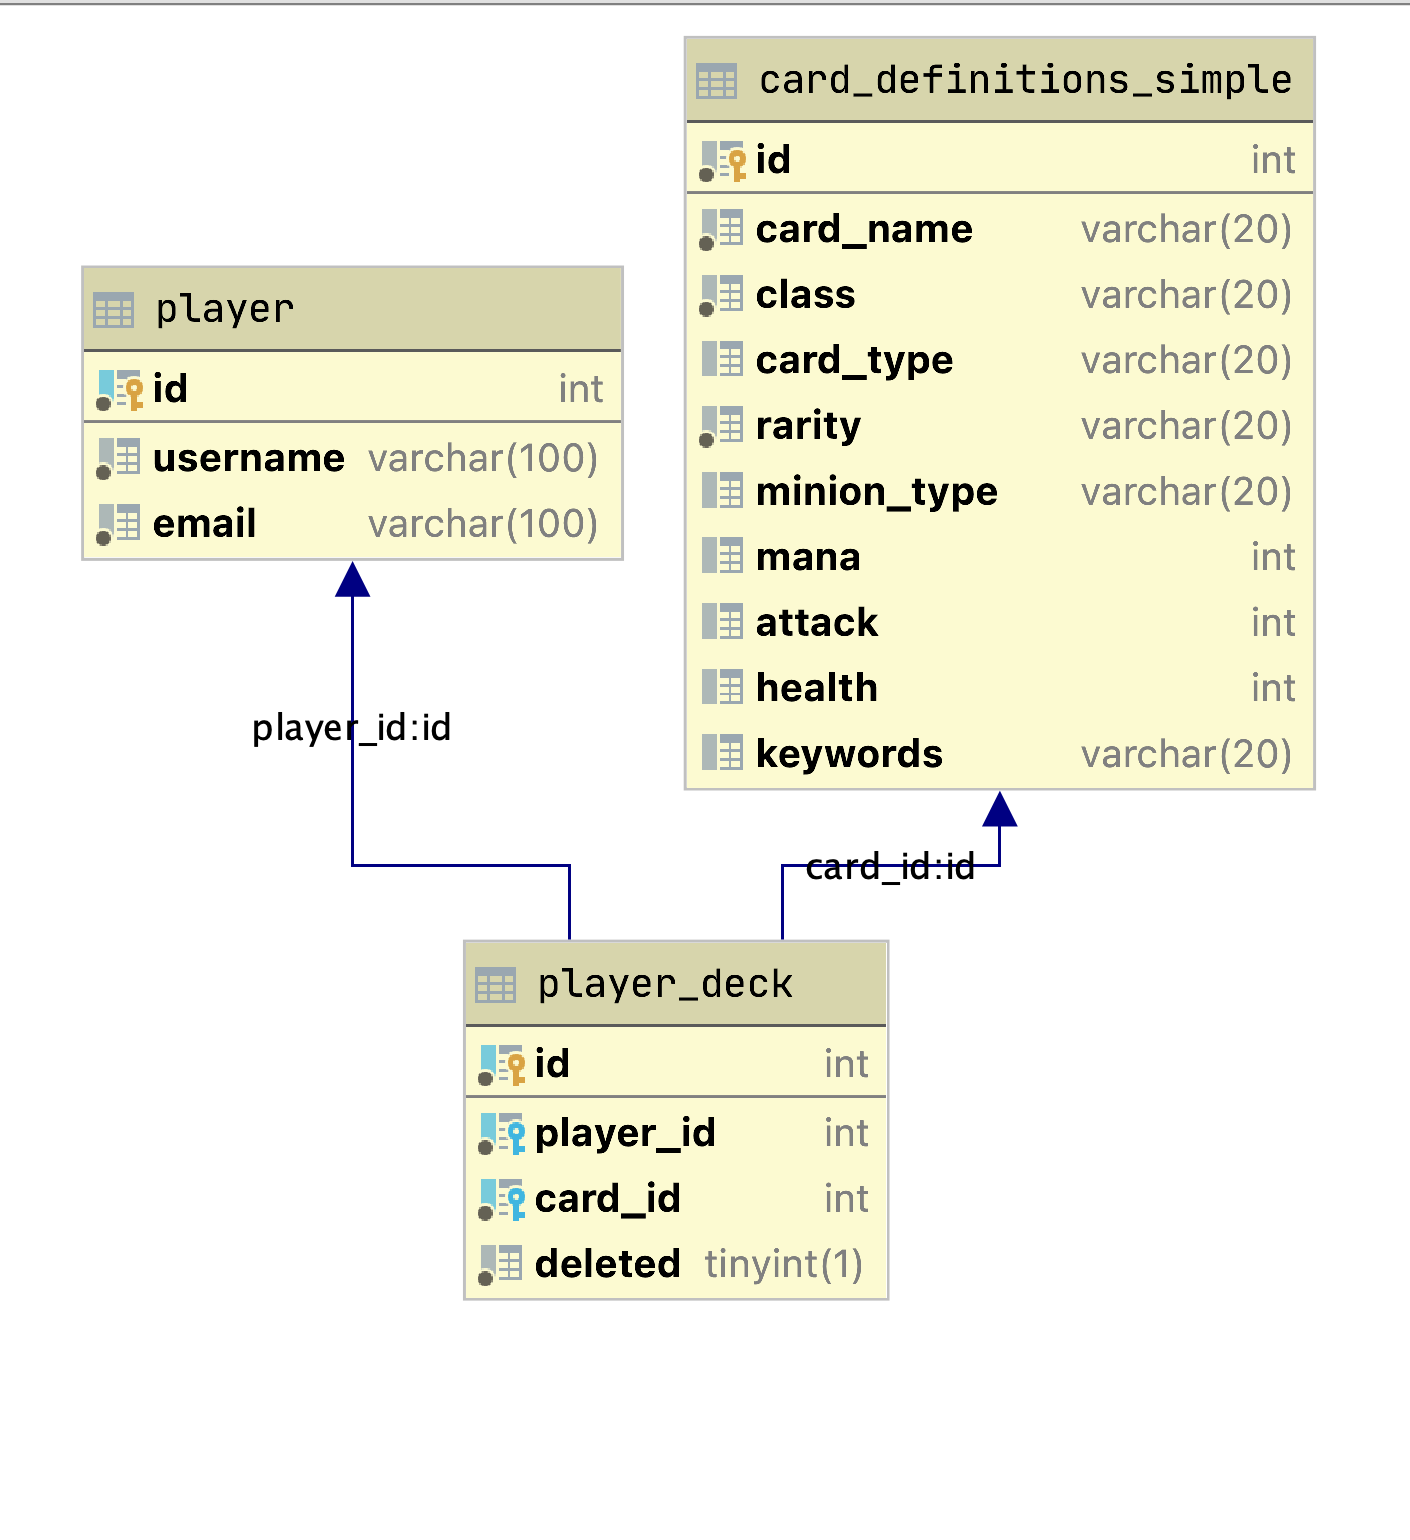 card_definitions_simple
id int
card_name varchar(20)
class varchar(20)
card_type varchar(20)
rarity varchar(20)
minion_type varchar(20)
mana int
attack int
health int
keywords varchar(20)
player
id int
username varchar(100)
email varchar(100)
player_id:id
card_id:id
player_deck
id int
player_id int
card_id int
deleted tinyint(1)